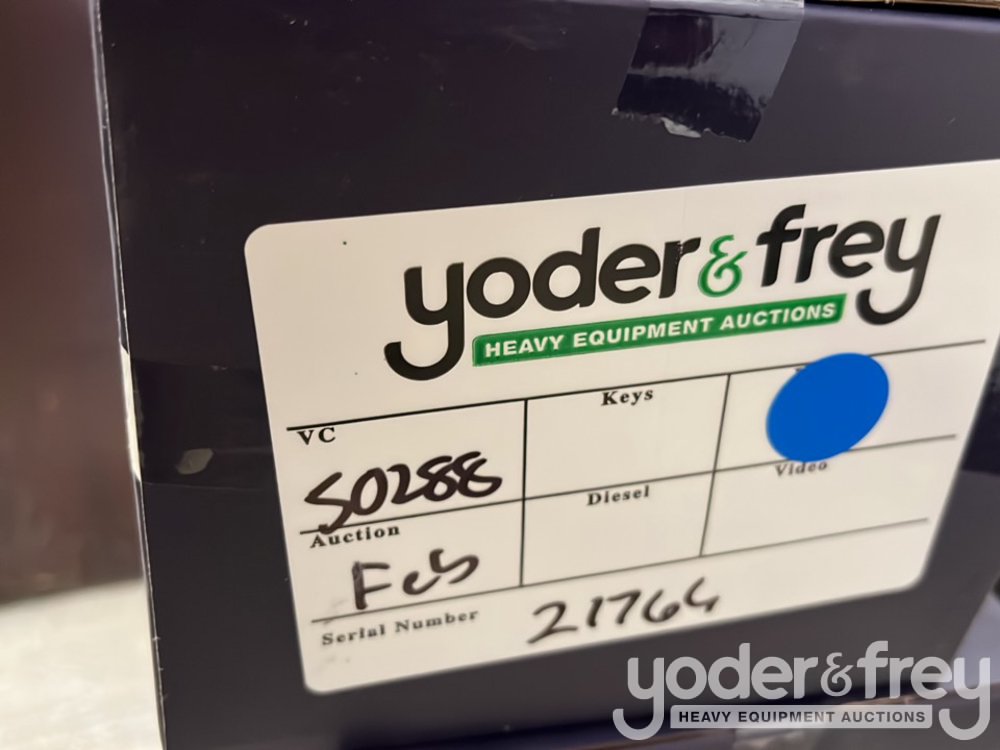 yoder & frey
HEAVY EQUIPMENT AUCTIONS
VC
Keys
S0288
Video
Auction
Diesel
Feb
Serial Number
21764
yoder & frey
HEAVY EQUIPMENT AUCTIONS